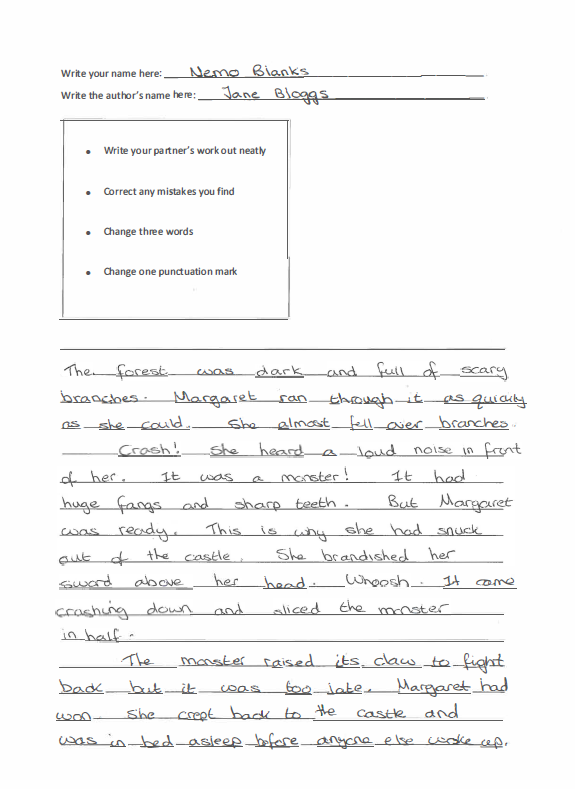 Write your name here: Nemo Blanks
Write the author's name here: Jane Bloggs
• Write your partner's work out neatly
• Correct any mistakes you find
• Change three words
• Change one punctuation mark
The forest was dark and full of scary
branches. Margaret ran through it as quickly
as she could. She almost fell over branches.
Crash! She heard a loud noise in front
of her. It was a monster! It had
huge fangs and sharp teeth. But Margaret
was ready. This is why she had snuck
out of the castle. She brandished her
sword above her head. Whoosh. It came
crashing down and sliced the monster
in half.
The monster raised its claw to fight
back but it was too late. Margaret had
won. She crept back to the castle and
was in bed asleep before anyone else woke up.